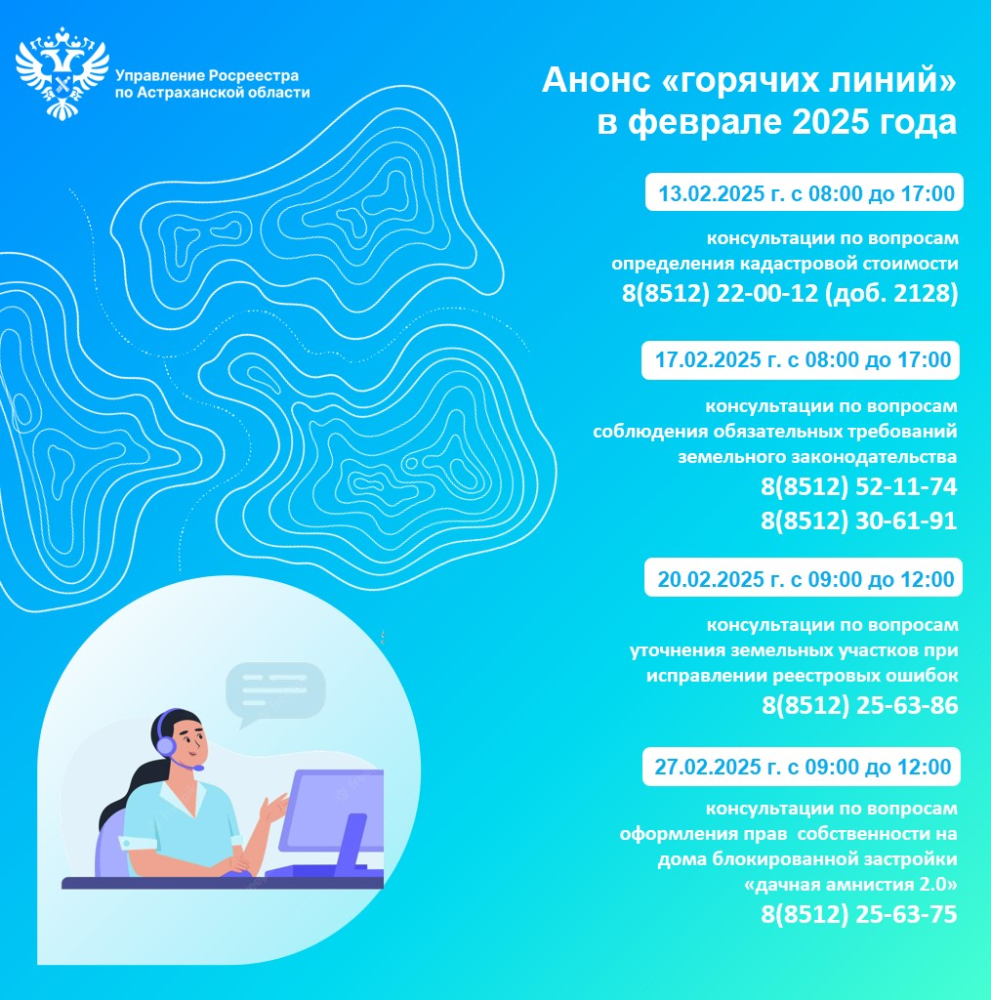 Управление Росреестра
по Астраханской области
Анонс «горячих линий»
в феврале 2025 года
13.02.2025 г. с 08:00 до 17:00
консультации по вопросам
определения кадастровой стоимости
8(8512) 22-00-12 (доб. 2128)
17.02.2025 г. с 08:00 до 17:00
консультации по вопросам
соблюдения обязательных требований
земельного законодательства
8(8512) 52-11-74
8(8512) 30-61-91
20.02.2025 г. с 09:00 до 12:00
консультации по вопросам
уточнения земельных участков при
исправлении реестровых ошибок
8(8512) 25-63-86
27.02.2025 г. с 09:00 до 12:00
консультации по вопросам
оформления прав собственности на
дома блокированной застройки
«дачная амнистия 2.0»
8(8512) 25-63-75